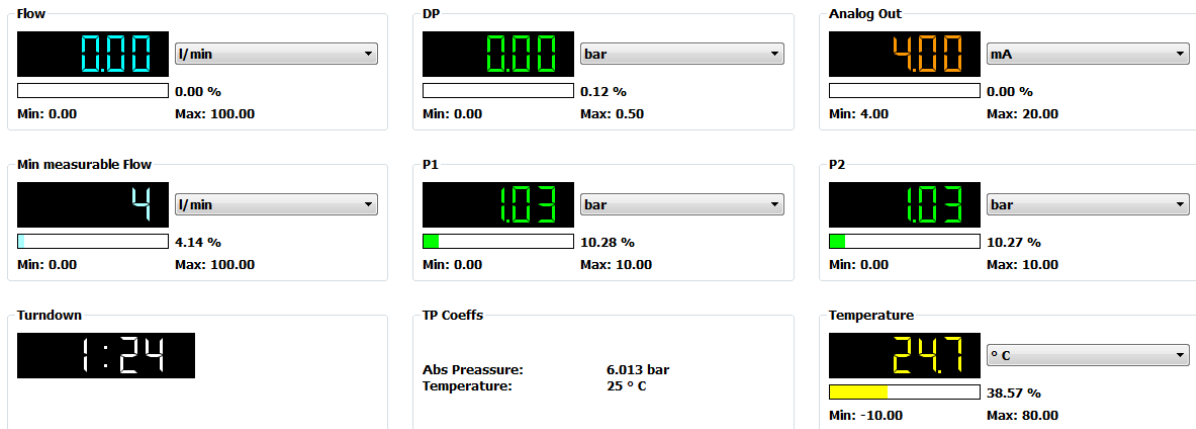 Flow
0.00 l/min
0.00 %
Min: 0.00 Max: 100.00
DP
0.00 bar
0.12 %
Min: 0.00 Max: 0.50
Analog Out
4.00 mA
0.00 %
Min: 4.00 Max: 20.00
Min measurable Flow
4 l/min
4.14 %
Min: 0.00 Max: 100.00
P1
1.03 bar
10.28 %
Min: 0.00 Max: 10.00
P2
1.03 bar
10.27 %
Min: 0.00 Max: 10.00
Turndown
1:24
TP Coeffs
Abs Preassure: 6.013 bar
Temperature: 25 ° C
Temperature
24.7 ° C
38.57 %
Min: -10.00 Max: 80.00